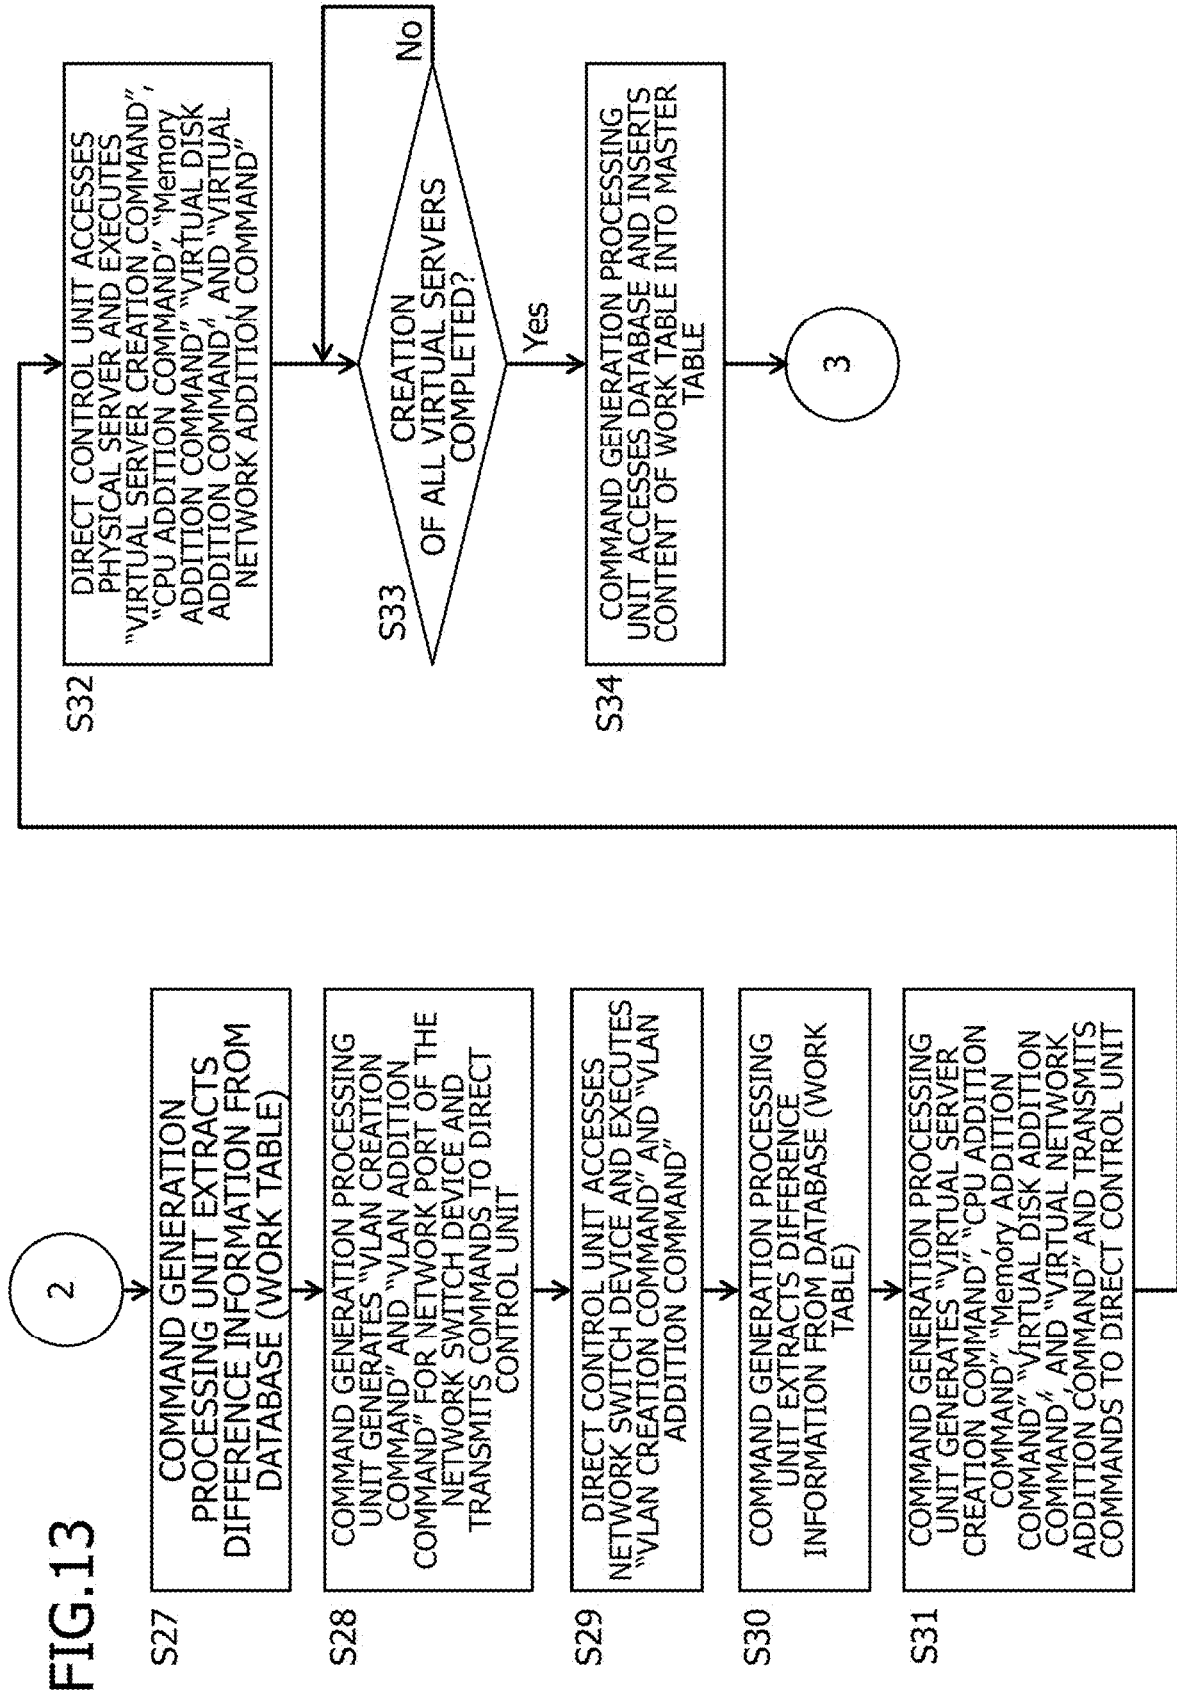 FIG.13
2
S27
COMMAND GENERATION
PROCESSING UNIT EXTRACTS
DIFFERENCE INFORMATION FROM
DATABASE (WORK TABLE)
S28
COMMAND GENERATION PROCESSING
UNIT GENERATES "VLAN CREATION
COMMAND" AND "VLAN ADDITION
COMMAND" FOR NETWORK PORT OF THE
NETWORK SWITCH DEVICE AND
TRANSMITS COMMANDS TO DIRECT
CONTROL UNIT
S29
DIRECT CONTROL UNIT ACCESSES
NETWORK SWITCH DEVICE AND EXECUTES
"VLAN CREATION COMMAND" AND "VLAN
ADDITION COMMAND"
S30
COMMAND GENERATION PROCESSING
UNIT EXTRACTS DIFFERENCE
INFORMATION FROM DATABASE (WORK
TABLE)
S31
COMMAND GENERATION PROCESSING
UNIT GENERATES "VIRTUAL SERVER
CREATION COMMAND", "CPU ADDITION
COMMAND", "Memory ADDITION
COMMAND", "VIRTUAL DISK ADDITION
COMMAND", AND "VIRTUAL NETWORK
ADDITION COMMAND" AND TRANSMITS
COMMANDS TO DIRECT CONTROL UNIT
S32
DIRECT CONTROL UNIT ACCESSES
PHYSICAL SERVER AND EXECUTES
"VIRTUAL SERVER CREATION COMMAND",
"CPU ADDITION COMMAND", "Memory
ADDITION COMMAND", "VIRTUAL DISK
ADDITION COMMAND", AND "VIRTUAL
NETWORK ADDITION COMMAND"
S33
CREATION
OF ALL VIRTUAL SERVERS
COMPLETED?
No
Yes
S34
COMMAND GENERATION PROCESSING
UNIT ACCESSES DATABASE AND INSERTS
CONTENT OF WORK TABLE INTO MASTER
TABLE
3